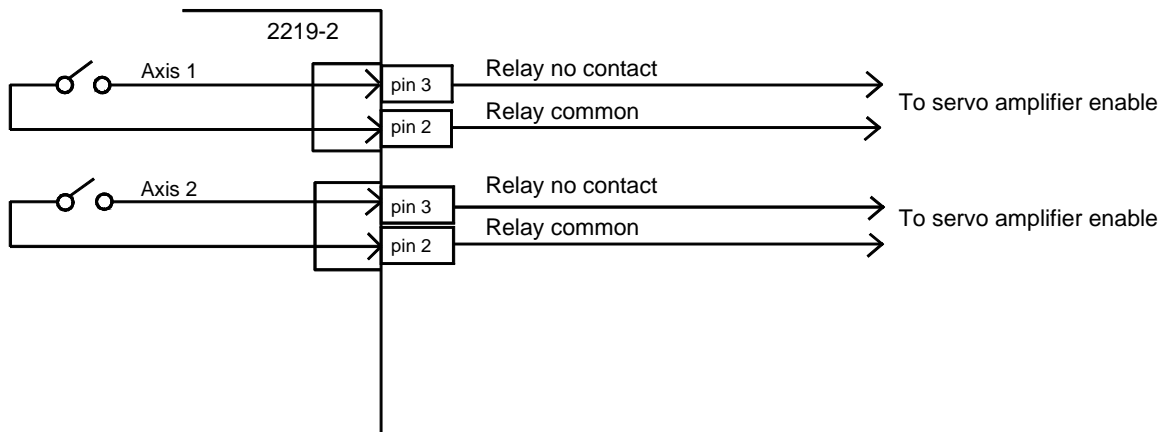 2219-2
Axis 1
pin 3
Relay no contact
To servo amplifier enable
pin 2
Relay common
Axis 2
pin 3
Relay no contact
To servo amplifier enable
pin 2
Relay common